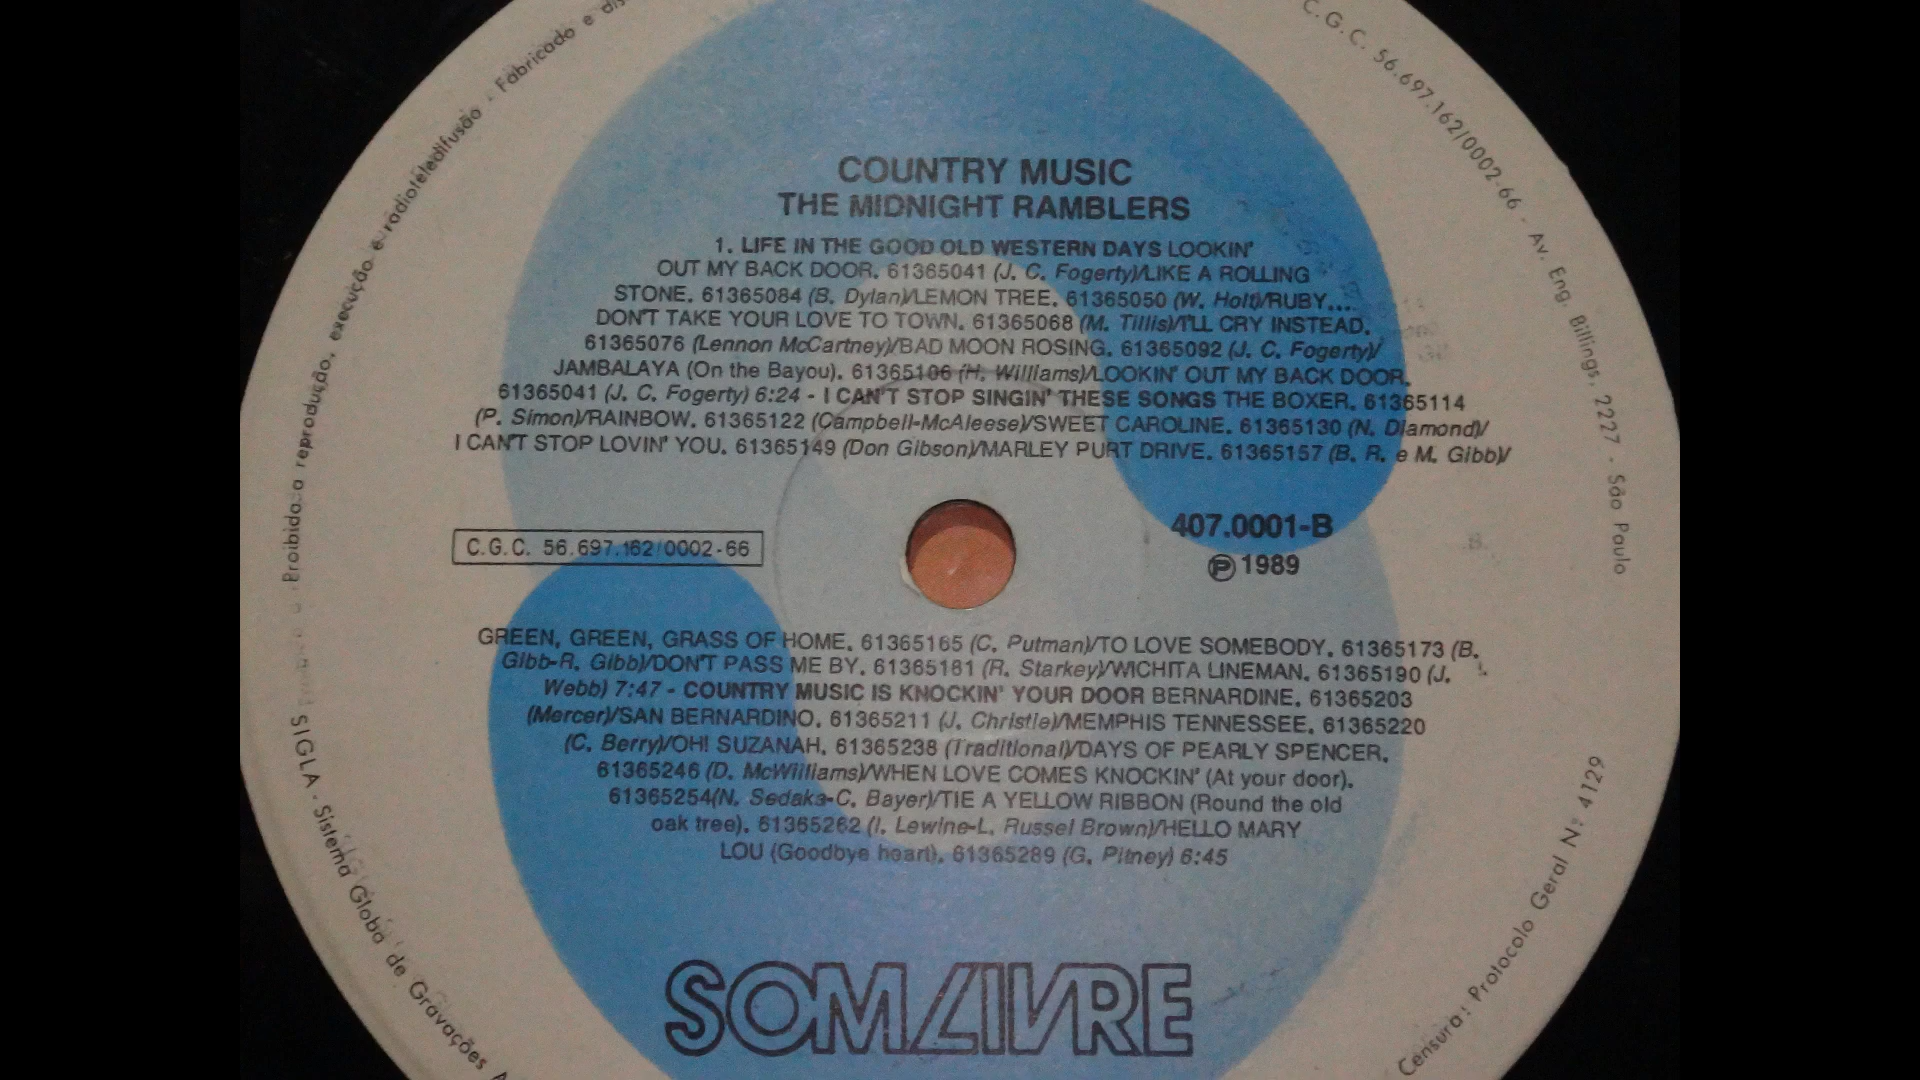 COUNTRY MUSIC
THE MIDNIGHT RAMBLERS
1. LIFE IN THE GOOD OLD WESTERN DAYS LOOKIN'
OUT MY BACK DOOR. 61365041 (J. C. Fogerty)/LIKE A ROLLING
STONE. 61365084 (B. Dylan)/LEMON TREE. 61365050 (W. Holt)/RUBY...
DON'T TAKE YOUR LOVE TO TOWN. 61365068 (M. Tillis)/I'LL CRY INSTEAD.
61365076 (Lennon McCartney)/BAD MOON ROSING. 61365092 (J. C. Fogerty)/
JAMBALAYA (On the Bayou). 61365106 (H. Williams)/LOOKIN' OUT MY BACK DOOR.
61365041 (J. C. Fogerty) 6:24 - I CAN'T STOP SINGIN' THESE SONGS THE BOXER. 61365114
(P. Simon)/RAINBOW. 61365122 (Campbell-McAleese)/SWEET CAROLINE. 61365130 (N. Diamond)/
I CAN'T STOP LOVIN' YOU. 61365149 (Don Gibson)/MARLEY PURT DRIVE. 61365157 (B. R. e M. Gibb)/
C.G.C. 56.697.162/0002-66
407.0001-B
℗ 1989
GREEN, GREEN, GRASS OF HOME. 61365165 (C. Putman)/TO LOVE SOMEBODY. 61365173 (B.
Gibb-R. Gibb)/DON'T PASS ME BY. 61365181 (R. Starkey)/WICHITA LINEMAN. 61365190 (J.
Webb) 7:47 - COUNTRY MUSIC IS KNOCKIN' YOUR DOOR BERNARDINE. 61365203
(Mercer)/SAN BERNARDINO. 61365211 (J. Christie)/MEMPHIS TENNESSEE. 61365220
(C. Berry)/OH! SUZANAH. 61365238 (Traditional)/DAYS OF PEARLY SPENCER.
61365246 (D. McWilliams)/WHEN LOVE COMES KNOCKIN' (At your door).
61365254(N. Sedaka-C. Bayer)/TIE A YELLOW RIBBON (Round the old
oak tree). 61365262 (I. Lewine-L. Russel Brown)/HELLO MARY
LOU (Goodbye heart). 61365289 (G. Pitney) 6:45
SOM LIVRE
SIGLA - Sistema Globo de Gravações
Proibida a reprodução, execução e radioteledifusão - Fabricado e
C.G.C. 56.697.162/0002-66 - Av. Eng. Billings, 2227 - São Paulo
Censura: Protocolo Geral Nº 4129